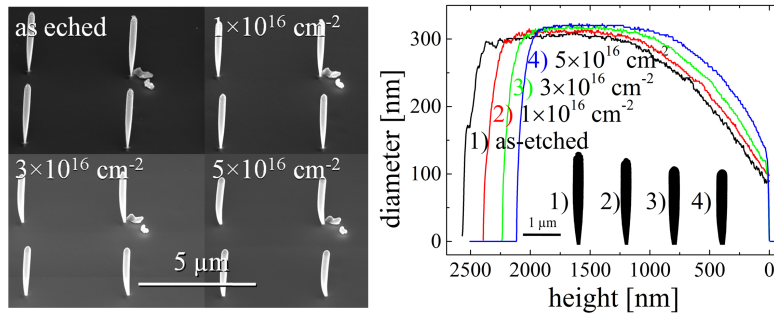 as eched
1×10¹⁶ cm⁻²
3×10¹⁶ cm⁻²
5×10¹⁶ cm⁻²
5 µm
diameter [nm]
300
200
100
0
4) 5×10¹⁶ cm⁻²
3) 3×10¹⁶ cm⁻²
2) 1×10¹⁶ cm⁻²
1) as-etched
1)
2)
3)
4)
1 µm
2500
2000
1500
1000
500
0
height [nm]